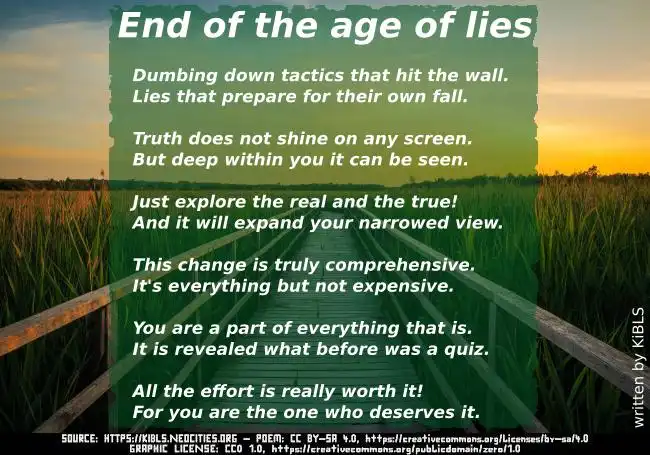 End of the age of lies
Dumbing down tactics that hit the wall.
Lies that prepare for their own fall.
Truth does not shine on any screen.
But deep within you it can be seen.
Just explore the real and the true!
And it will expand your narrowed view.
This change is truly comprehensive.
It's everything but not expensive.
You are a part of everything that is.
It is revealed what before was a quiz.
All the effort is really worth it!
For you are the one who deserves it.
written by KiBLS
SOURCE: HTTPS://KIBLS.NEOCITIES.ORG – POEM: CC BY-SA 4.0, https://creativecommons.org/licenses/by-sa/4.0
GRAPHIC LICENSE: CC0 1.0, https://creativecommons.org/publicdomain/zero/1.0